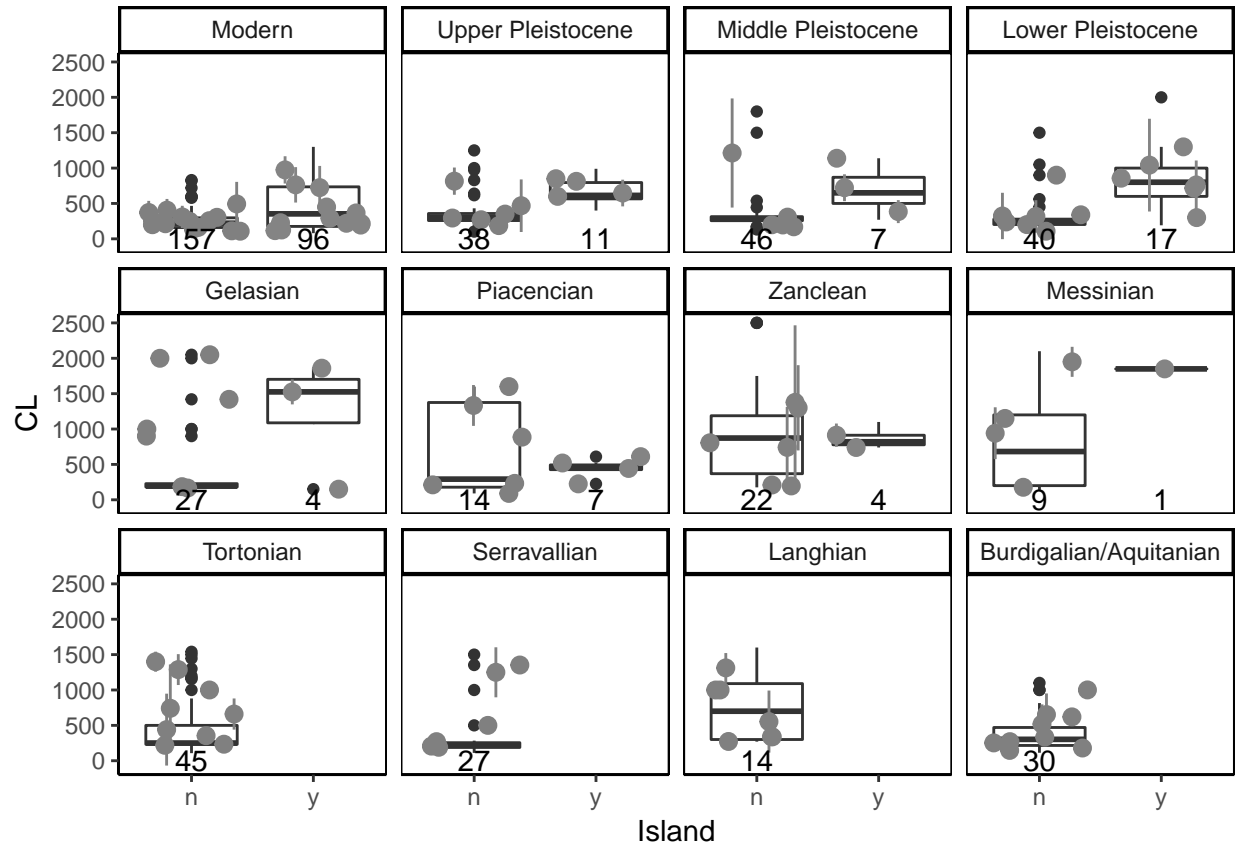 Modern Upper Pleistocene Middle Pleistocene Lower Pleistocene
2500
2000
1500
1000
500
0
157 96 38 11 46 7 40 17
Gelasian Piacencian Zanclean Messinian
2500
2000
1500
1000
500
0
27 4 14 7 22 4 9 1
CL
Tortonian Serravallian Langhian Burdigalian/Aquitanian
2500
2000
1500
1000
500
0
45 27 14 30
n y n y n y n y
Island